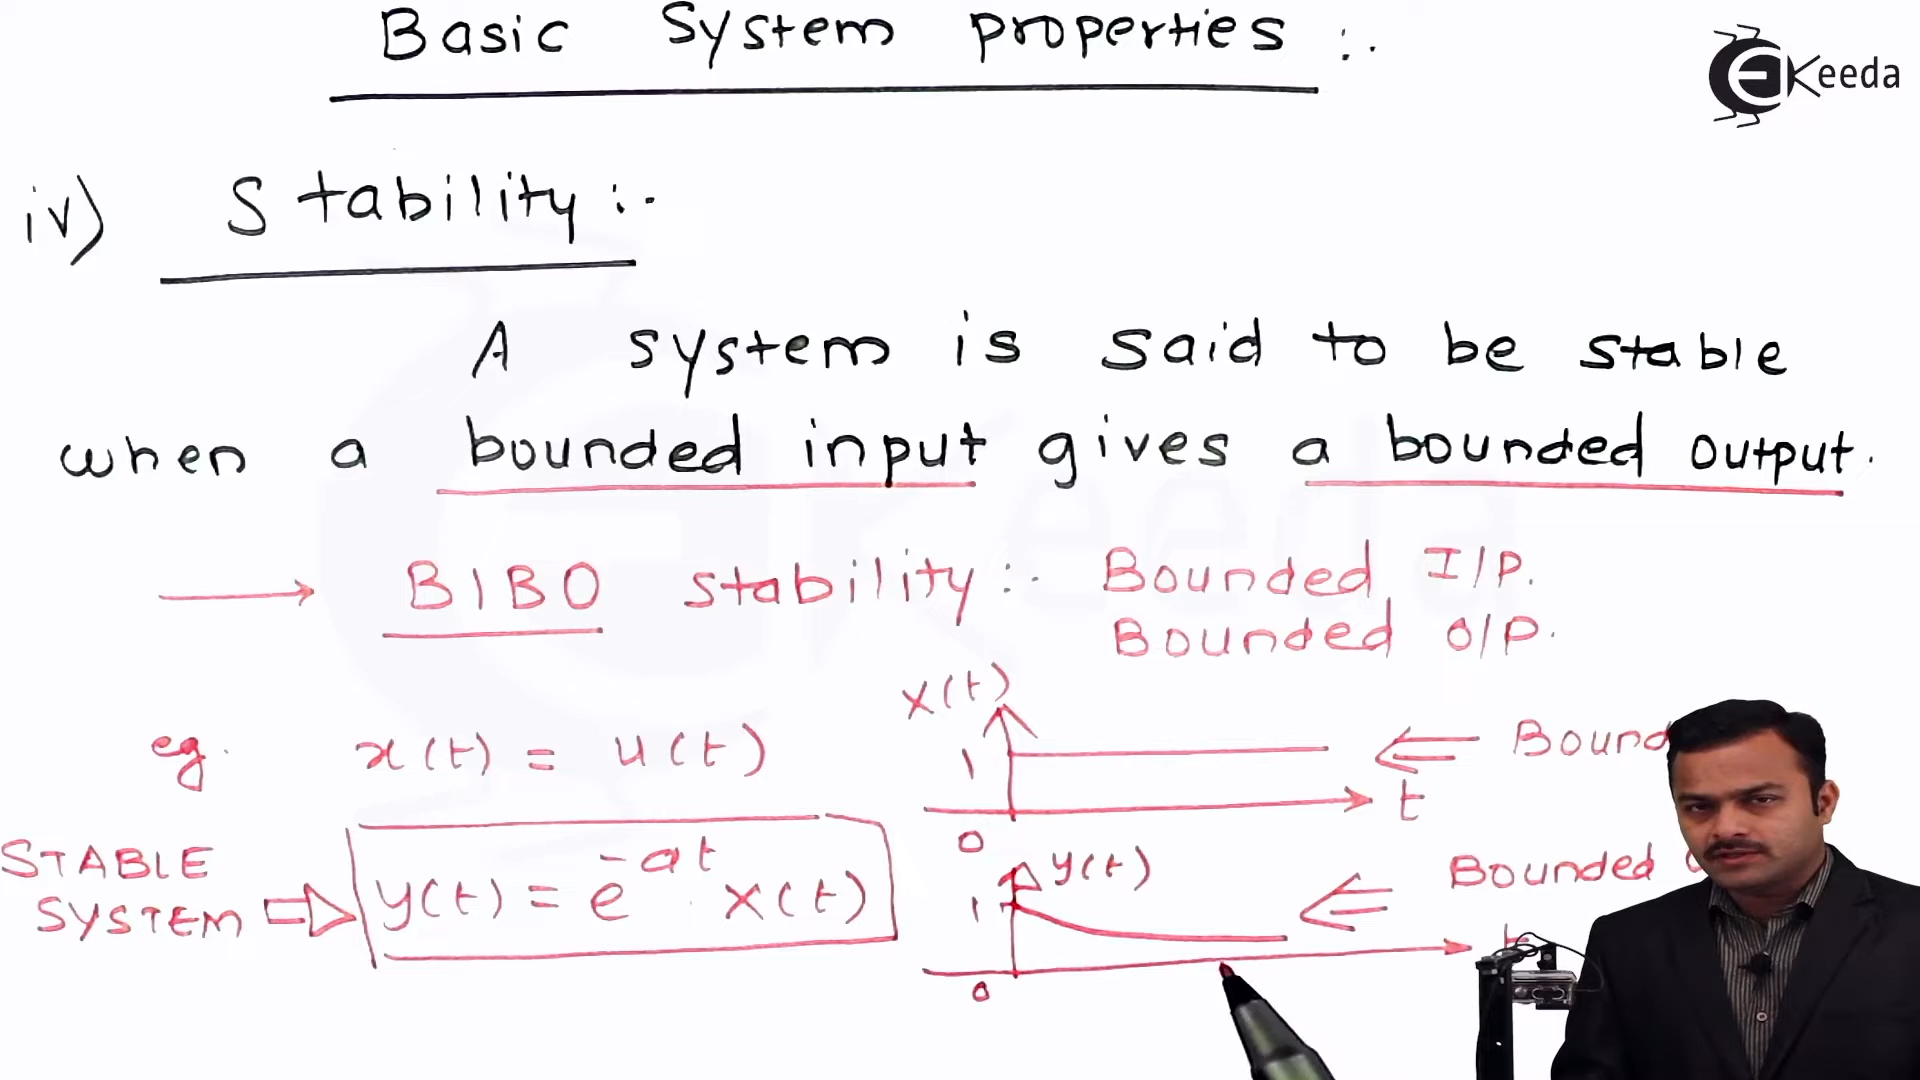 Basic System properties :.
Keeda
iv) Stability :.
A system is said to be stable
when a bounded input gives a bounded output.
→ BIBO stability :. Bounded I/P.
Bounded O/P.
eg. x(t) = u(t)
x(t)
1
0
t
⇐ Bound
STABLE
SYSTEM ⇒ y(t) = e^-at . x(t)
y(t)
1
0
t
⇐ Bounded